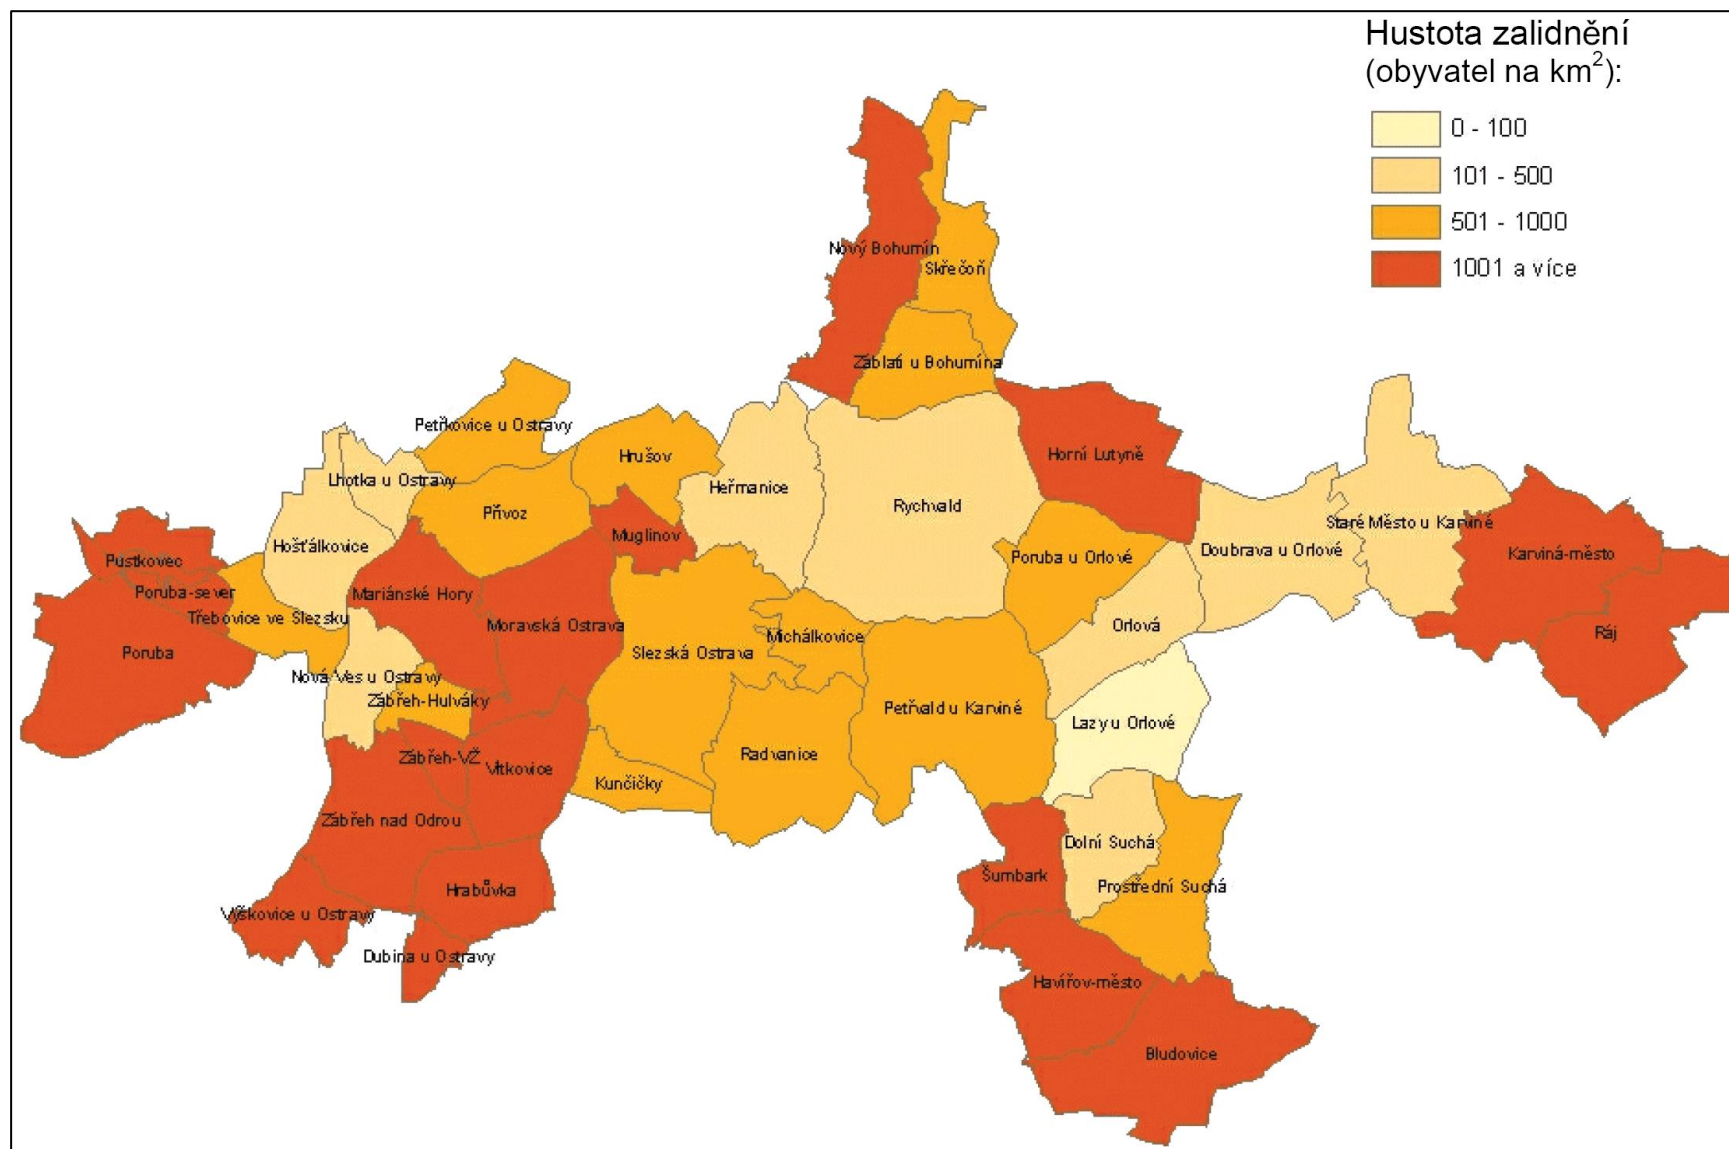 Hustota zalidnění
(obyvatel na km²):
0 - 100
101 - 500
501 - 1000
1001 a více
Nový Bohumín
Skřečoň
Záblatí u Bohumína
Petřkovice u Ostravy
Hrušov
Horní Lutyně
Lhotka u Ostravy
Heřmanice
Rychvald
Přívoz
Staré Město u Karviné
Muglinov
Hošťálkovice
Poruba u Orlové
Doubrava u Orlové
Karviná-město
Pustkovec
Poruba-sever
Mariánské Hory
Třebovice ve Slezsku
Moravská Ostrava
Michálkovice
Orlová
Ráj
Poruba
Slezská Ostrava
Nová Ves u Ostravy
Zábřeh-Hulváky
Petřvald u Karviné
Lazy u Orlové
Zábřeh-VŽ
Vítkovice
Radvanice
Kunčičky
Zábřeh nad Odrou
Dolní Suchá
Šumbark
Prostřední Suchá
Hrabůvka
Výškovice u Ostravy
Dubina u Ostravy
Havířov-město
Bludovice